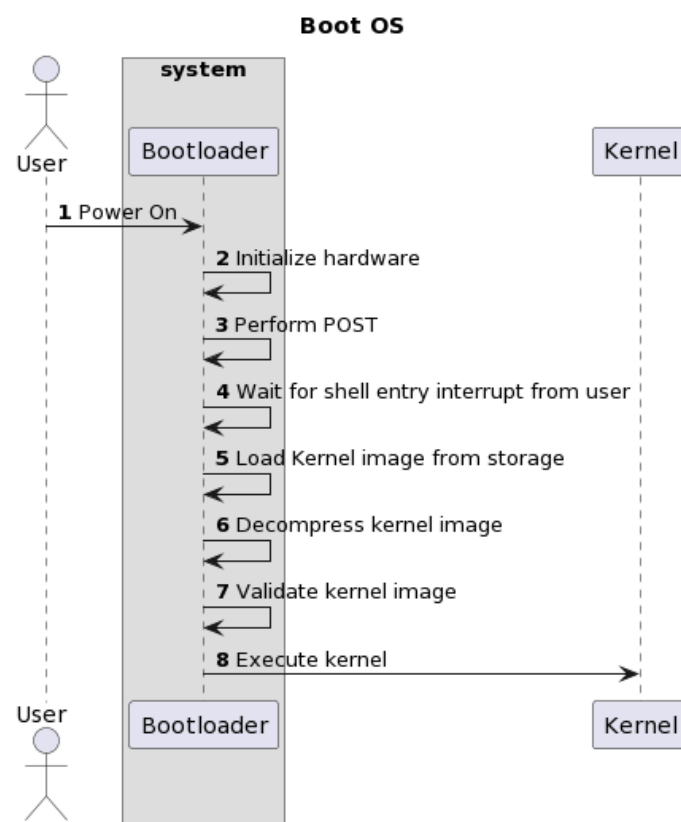 Boot OS
system
User
Bootloader
Kernel
1 Power On
2 Initialize hardware
3 Perform POST
4 Wait for shell entry interrupt from user
5 Load Kernel image from storage
6 Decompress kernel image
7 Validate kernel image
8 Execute kernel
User
Bootloader
Kernel